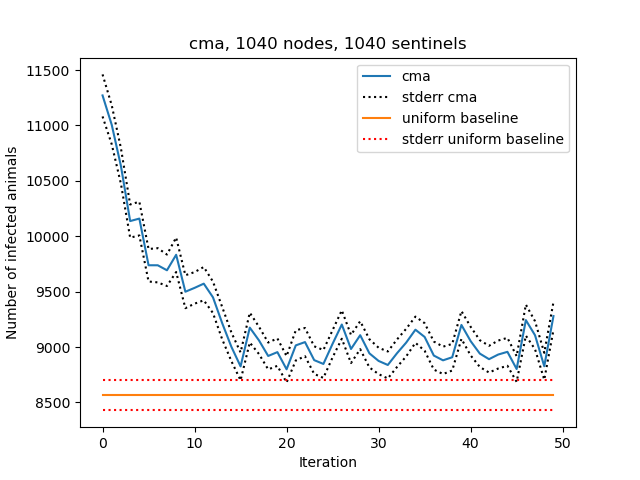 cma, 1040 nodes, 1040 sentinels
11500
11000
10500
10000
9500
9000
8500
Number of infected animals
cma
stderr cma
uniform baseline
stderr uniform baseline
0 10 20 30 40 50
Iteration